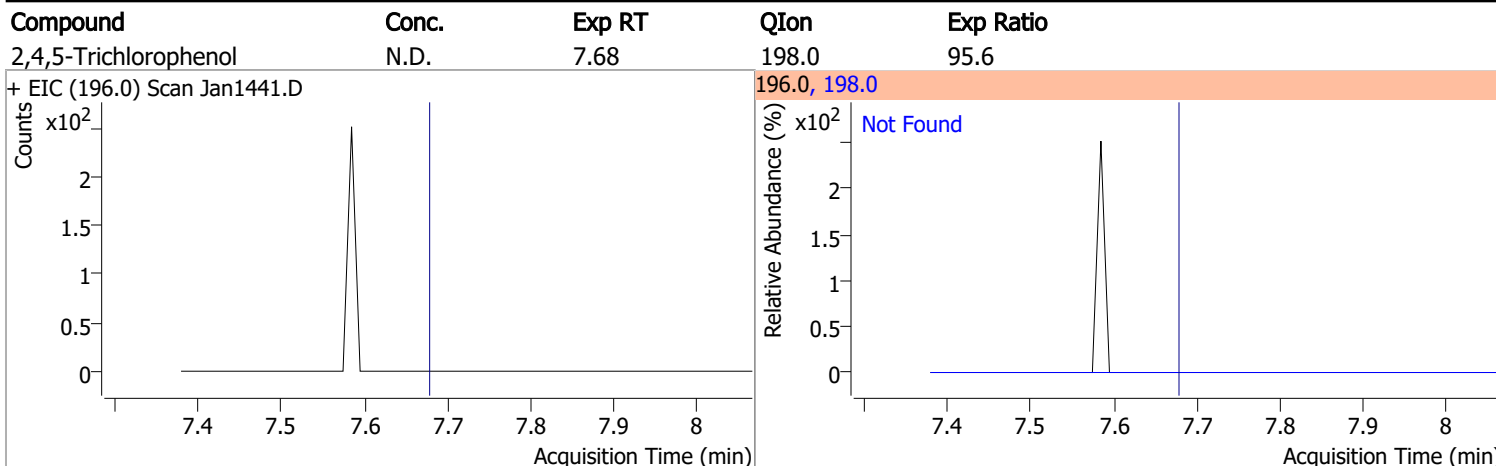 Compound Conc. Exp RT QIon Exp Ratio
2,4,5-Trichlorophenol N.D. 7.68 198.0 95.6
+ EIC (196.0) Scan Jan1441.D
Counts
x10²
2
1.5
1
0.5
0
7.4 7.5 7.6 7.7 7.8 7.9 8
Acquisition Time (min)
196.0, 198.0
Relative Abundance (%)
x10²
Not Found
2
1.5
1
0.5
0
7.4 7.5 7.6 7.7 7.8 7.9 8
Acquisition Time (min)